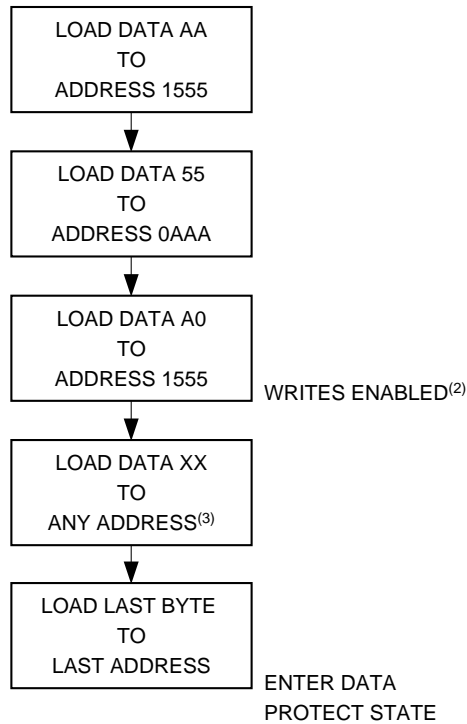 LOAD DATA AA
TO
ADDRESS 1555
LOAD DATA 55
TO
ADDRESS 0AAA
LOAD DATA A0
TO
ADDRESS 1555
WRITES ENABLED(2)
LOAD DATA XX
TO
ANY ADDRESS(3)
LOAD LAST BYTE
TO
LAST ADDRESS
ENTER DATA
PROTECT STATE